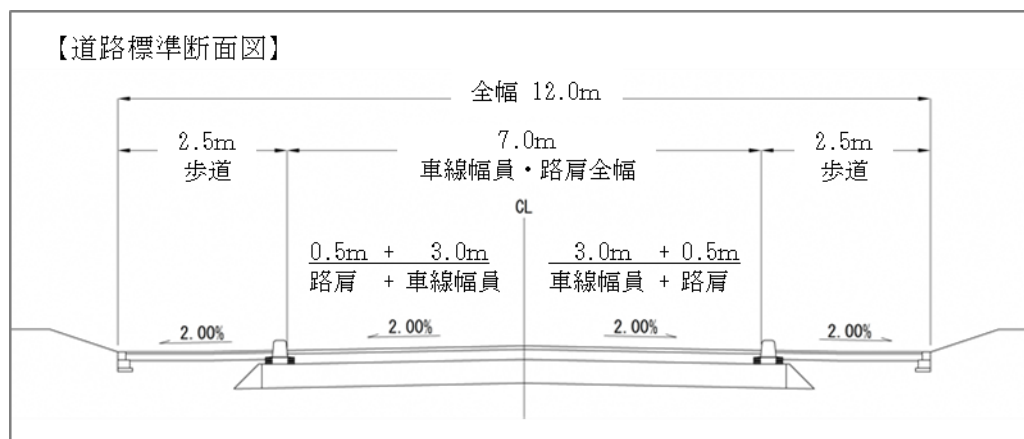 【道路標準断面図】
全幅 12.0m
2.5m
歩道
7.0m
車線幅員・路肩全幅
2.5m
歩道
CL
0.5m + 3.0m
路肩 + 車線幅員
3.0m + 0.5m
車線幅員 + 路肩
2.00%
2.00%
2.00%
2.00%